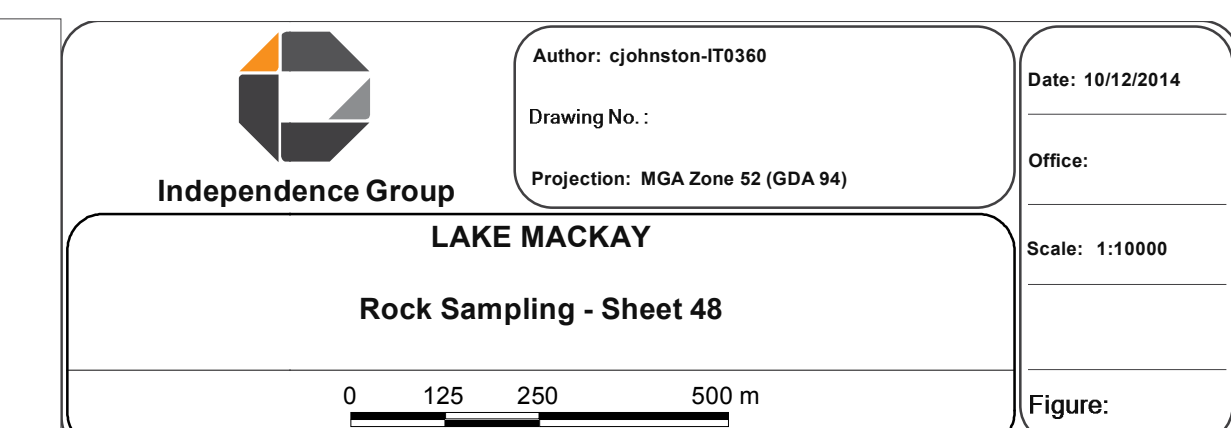 Independence Group
Author: cjohnston-IT0360
Drawing No. :
Projection: MGA Zone 52 (GDA 94)
Date: 10/12/2014
Office:
Scale: 1:10000
LAKE MACKAY
Rock Sampling - Sheet 48
0 125 250 500 m
Figure: